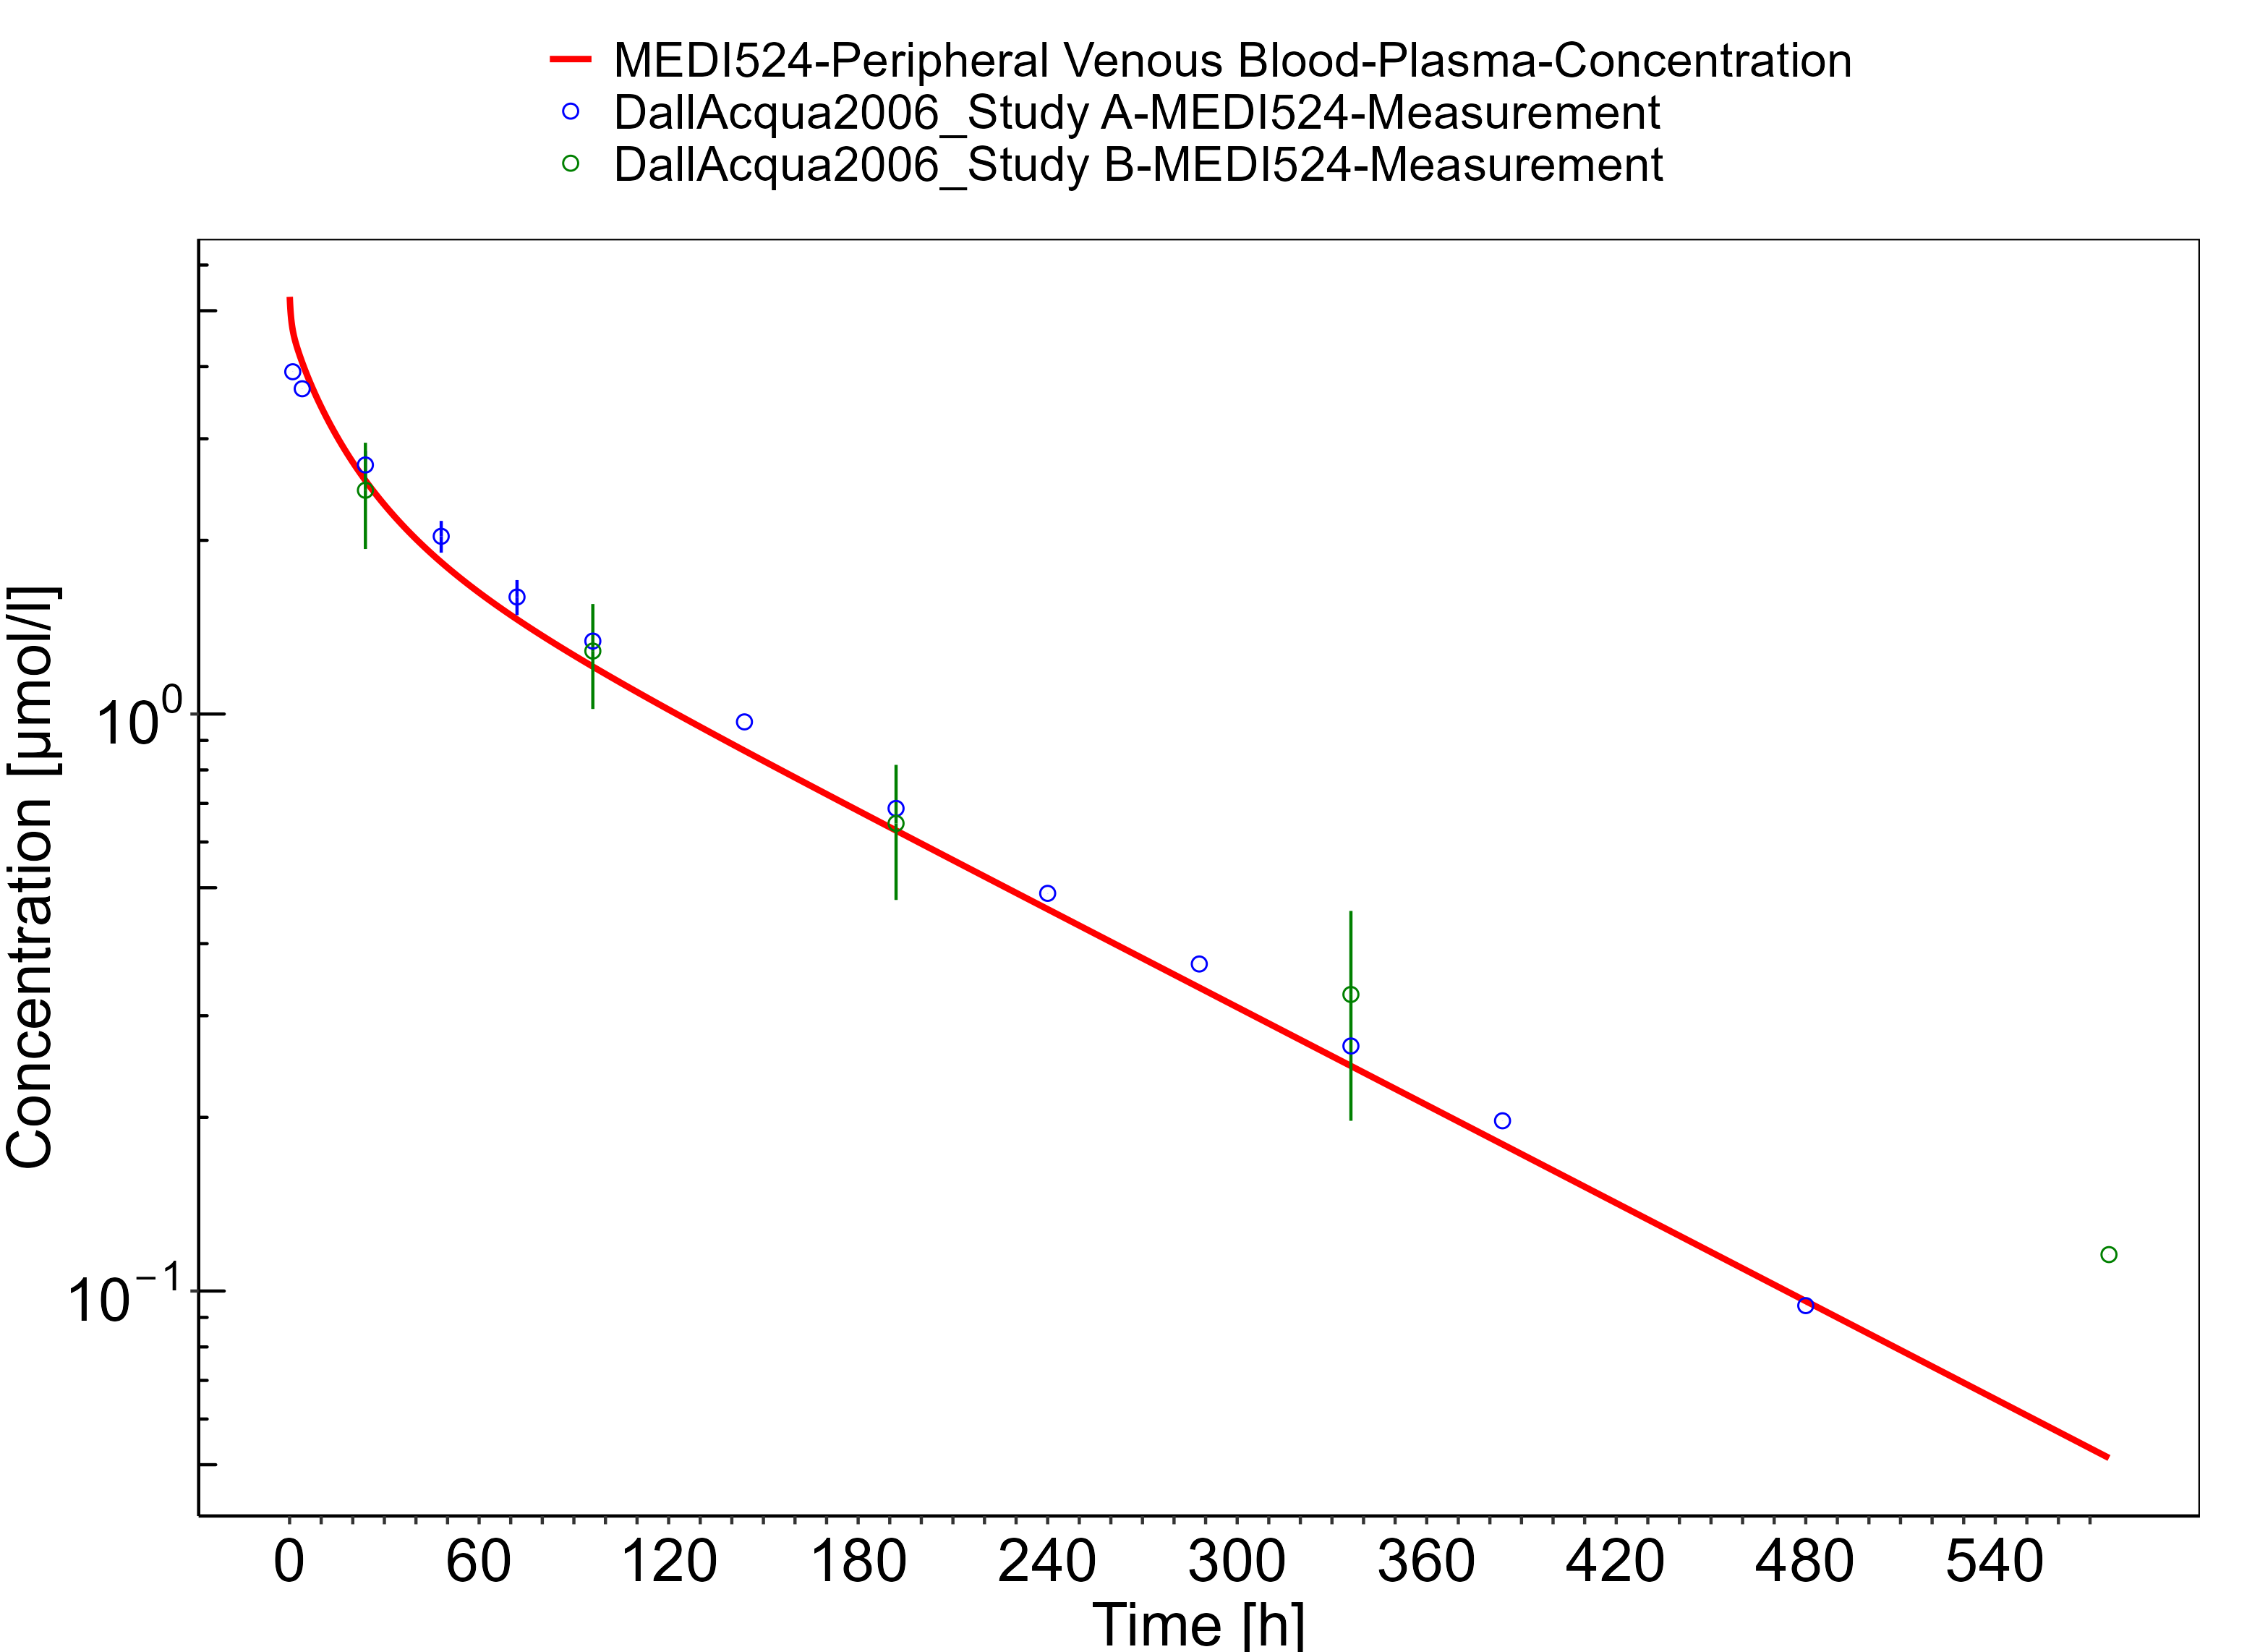 MEDI524-Peripheral Venous Blood-Plasma-Concentration
DallAcqua2006_Study A-MEDI524-Measurement
DallAcqua2006_Study B-MEDI524-Measurement
Concentration [µmol/l]
10⁰
10⁻¹
0 60 120 180 240 300 360 420 480 540
Time [h]